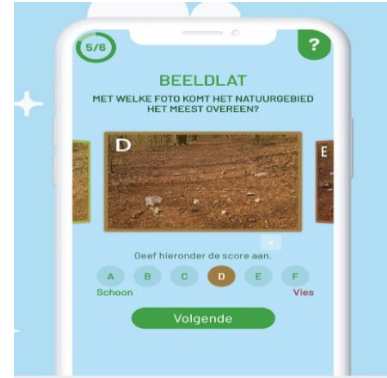 5/6
?
BEELDLAT
MET WELKE FOTO KOMT HET NATUURGEBIED
HET MEEST OVEREEN?
D
E
Geef hieronder de score aan.
A B C D E F
Schoon Vies
Volgende